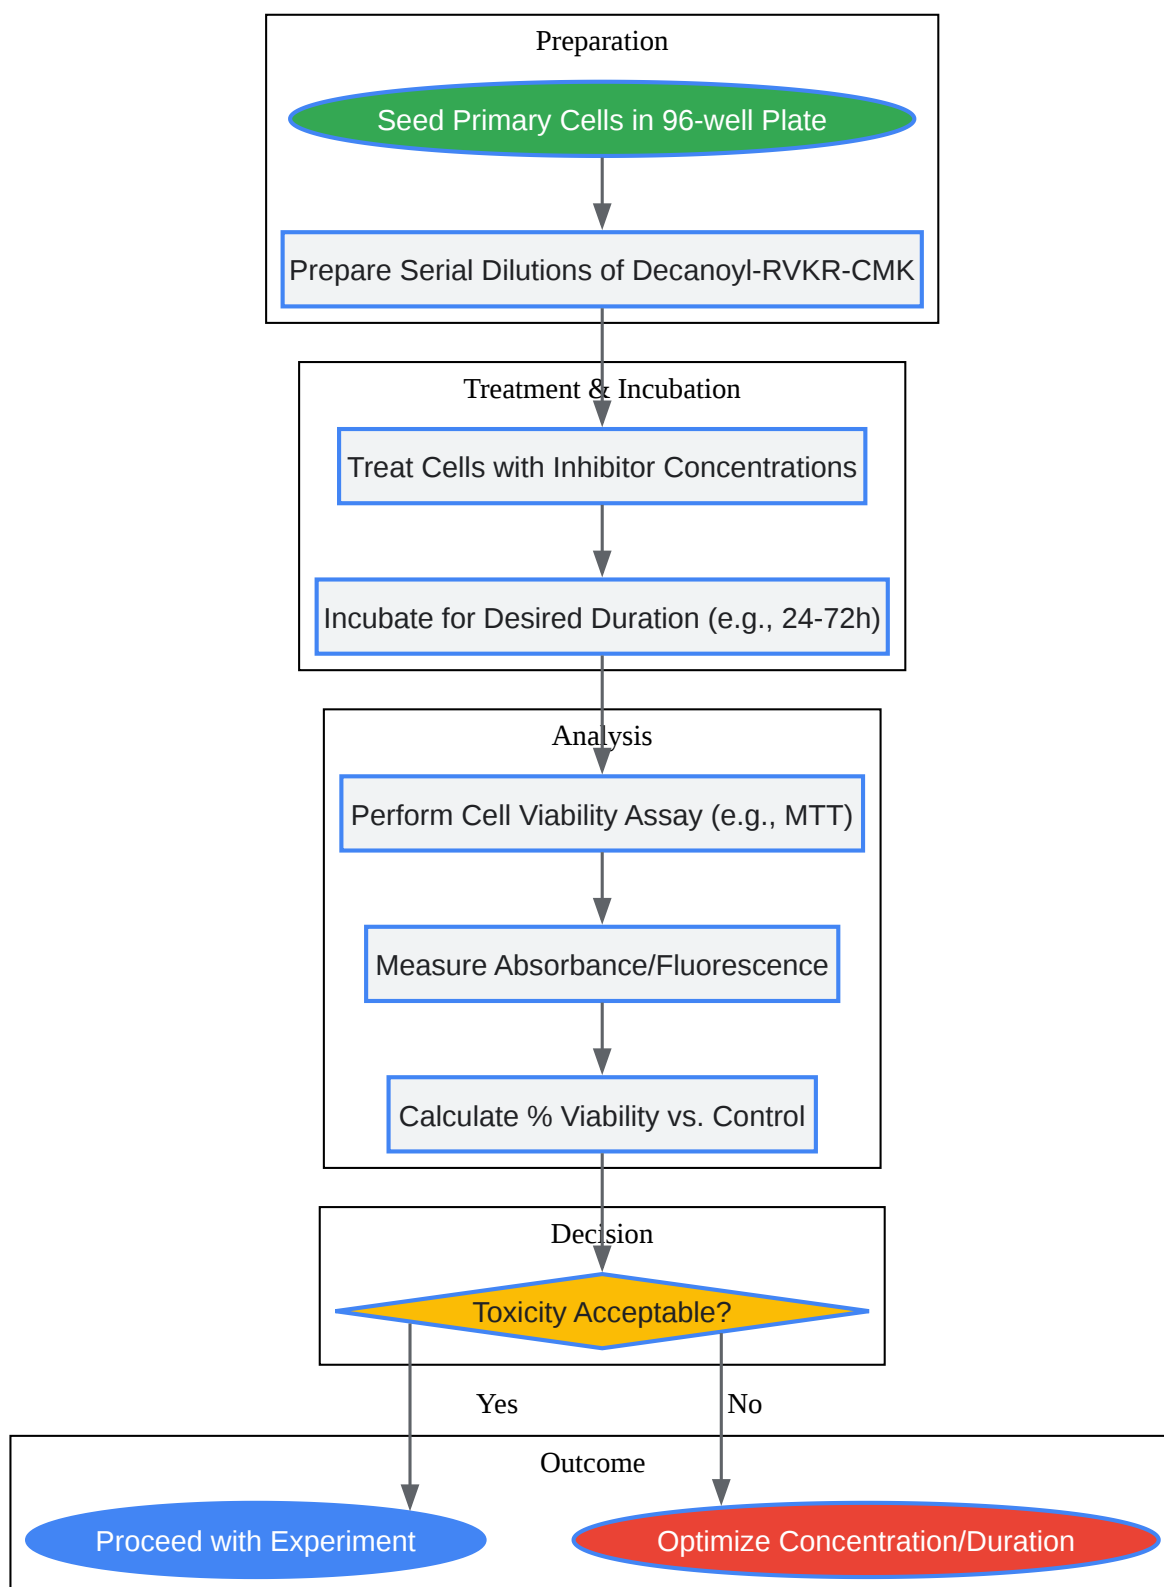 Preparation
Seed Primary Cells in 96-well Plate
Prepare Serial Dilutions of Decanoyl-RVKR-CMK
Treatment & Incubation
Treat Cells with Inhibitor Concentrations
Incubate for Desired Duration (e.g., 24-72h)
Analysis
Perform Cell Viability Assay (e.g., MTT)
Measure Absorbance/Fluorescence
Calculate % Viability vs. Control
Decision
Toxicity Acceptable?
Yes
No
Outcome
Proceed with Experiment
Optimize Concentration/Duration